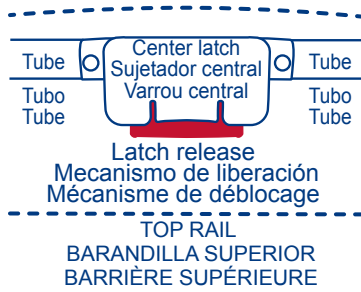 Center latch
Tube
Sujetador central
Tube
Varrou central
Tubo
Tube
Tubo
Tube
Latch release
Mecanismo de liberación
Mécanisme de déblocage
TOP RAIL
BARANDILLA SUPERIOR
BARRIÈRE SUPÉRIEURE